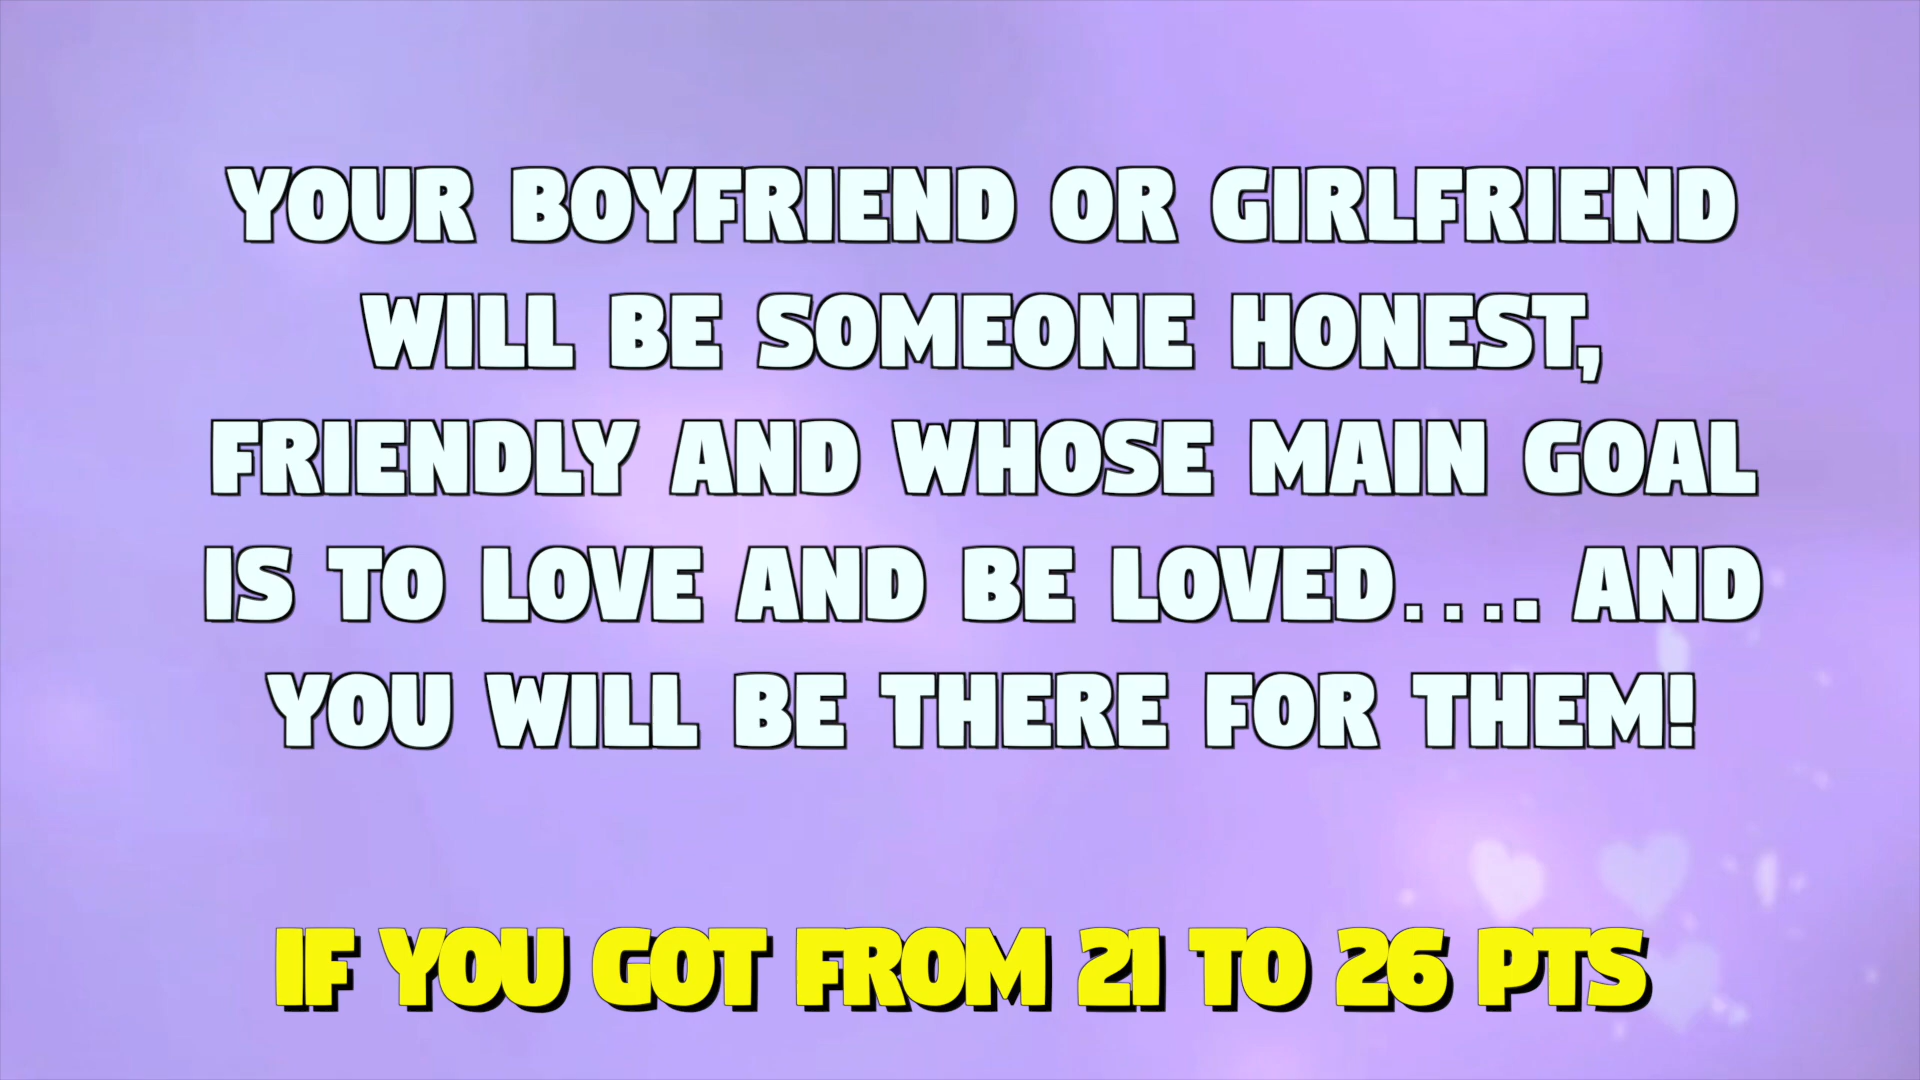 YOUR BOYFRIEND OR GIRLFRIEND
WILL BE SOMEONE HONEST,
FRIENDLY AND WHOSE MAIN GOAL
IS TO LOVE AND BE LOVED.... AND
YOU WILL BE THERE FOR THEM!
IF YOU GOT FROM 21 TO 26 PTS